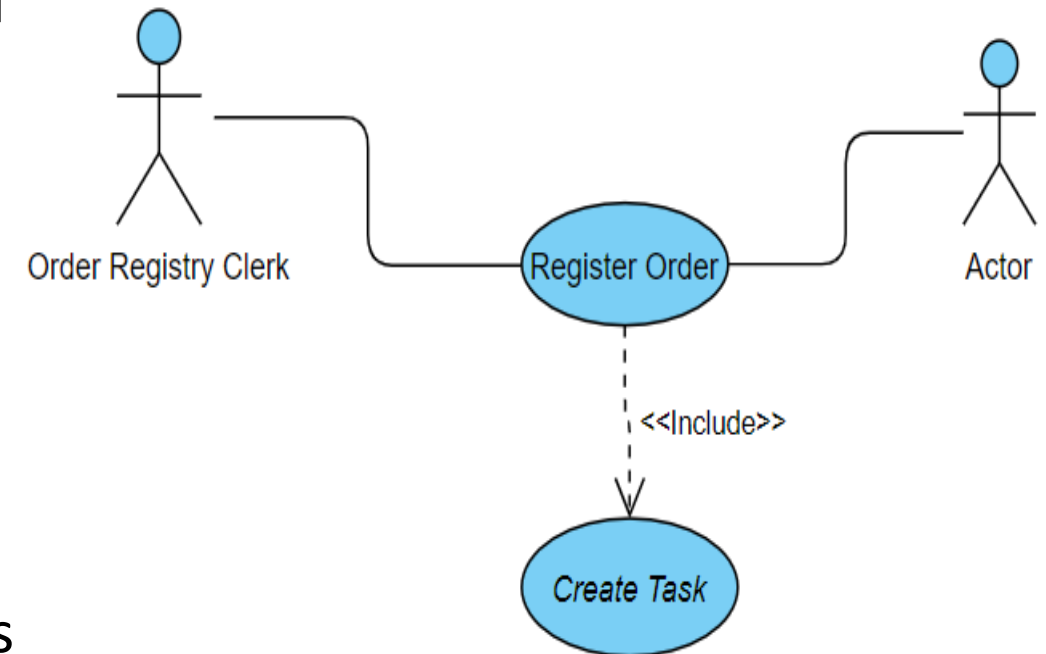 Order Registry Clerk
Register Order
Actor
<<Include>>
Create Task
s